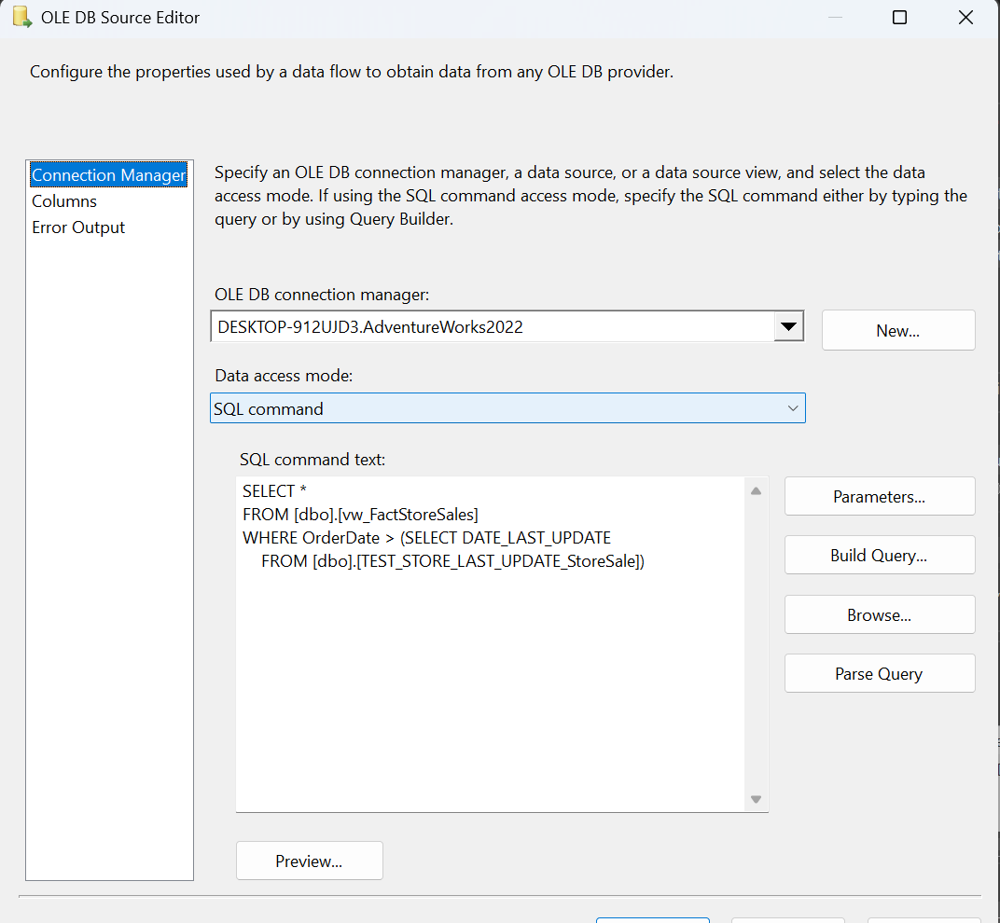 OLE DB Source Editor
Configure the properties used by a data flow to obtain data from any OLE DB provider.
Connection Manager
Columns
Error Output
Specify an OLE DB connection manager, a data source, or a data source view, and select the data
access mode. If using the SQL command access mode, specify the SQL command either by typing the
query or by using Query Builder.
OLE DB connection manager:
DESKTOP-912UJD3.AdventureWorks2022
New...
Data access mode:
SQL command
SQL command text:
SELECT *
FROM [dbo].[vw_FactStoreSales]
WHERE OrderDate > (SELECT DATE_LAST_UPDATE
FROM [dbo].[TEST_STORE_LAST_UPDATE_StoreSale])
Parameters...
Build Query...
Browse...
Parse Query
Preview...